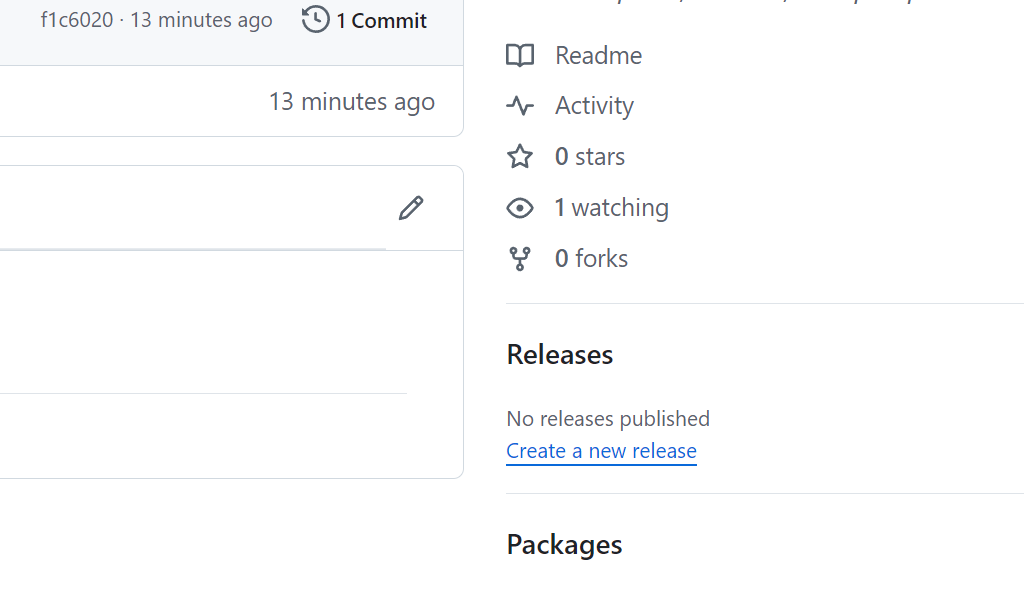 f1c6020 · 13 minutes ago 1 Commit
13 minutes ago
Readme
Activity
0 stars
1 watching
0 forks
Releases
No releases published
Create a new release
Packages